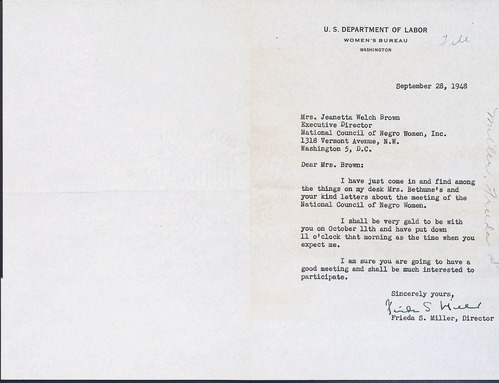 U. S. DEPARTMENT OF LABOR
WOMEN'S BUREAU
WASHINGTON
September 28, 1948
Mrs. Jeanetta Welch Brown
Executive Director
National Council of Negro Women, Inc.
1318 Vermont Avenue, N.W.
Washington 5, D.C.
Dear Mrs. Brown:
I have just come in and find among
the things on my desk Mrs. Bethune's and
your kind letters about the meeting of the
National Council of Negro Women.
I shall be very gald to be with
you on October 11th and have put down
11 o'clock that morning as the time when you
expect me.
I am sure you are going to have a
good meeting and shall be much interested to
participate.
Sincerely yours,
Frieda S Miller
Frieda S. Miller, Director
Miller, Frieda S